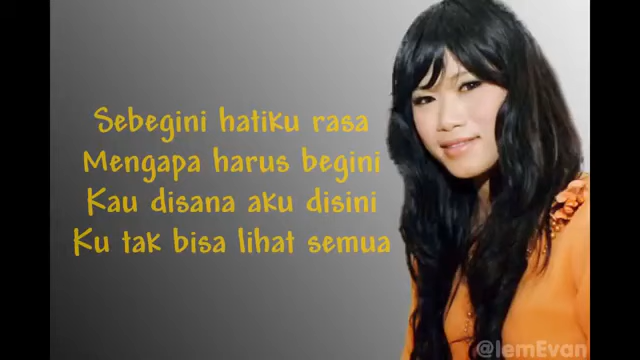 Sebegini hatiku rasa
Mengapa harus begini
Kau disana aku disini
Ku tak bisa lihat semua
@IemEvan